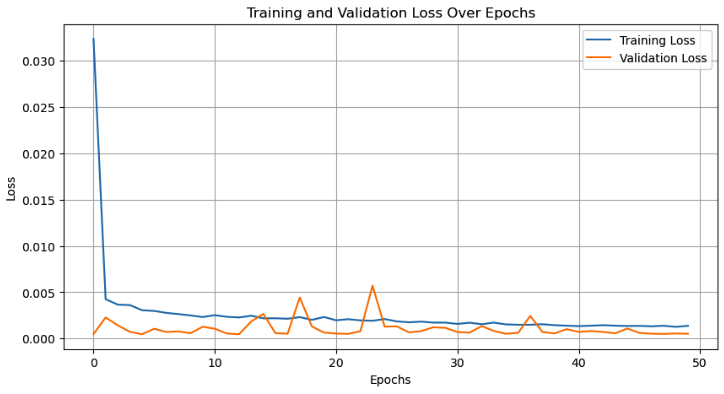 Training and Validation Loss Over Epochs
Training Loss
Validation Loss
0.030
0.025
0.020
0.015
0.010
0.005
0.000
Loss
0 10 20 30 40 50
Epochs